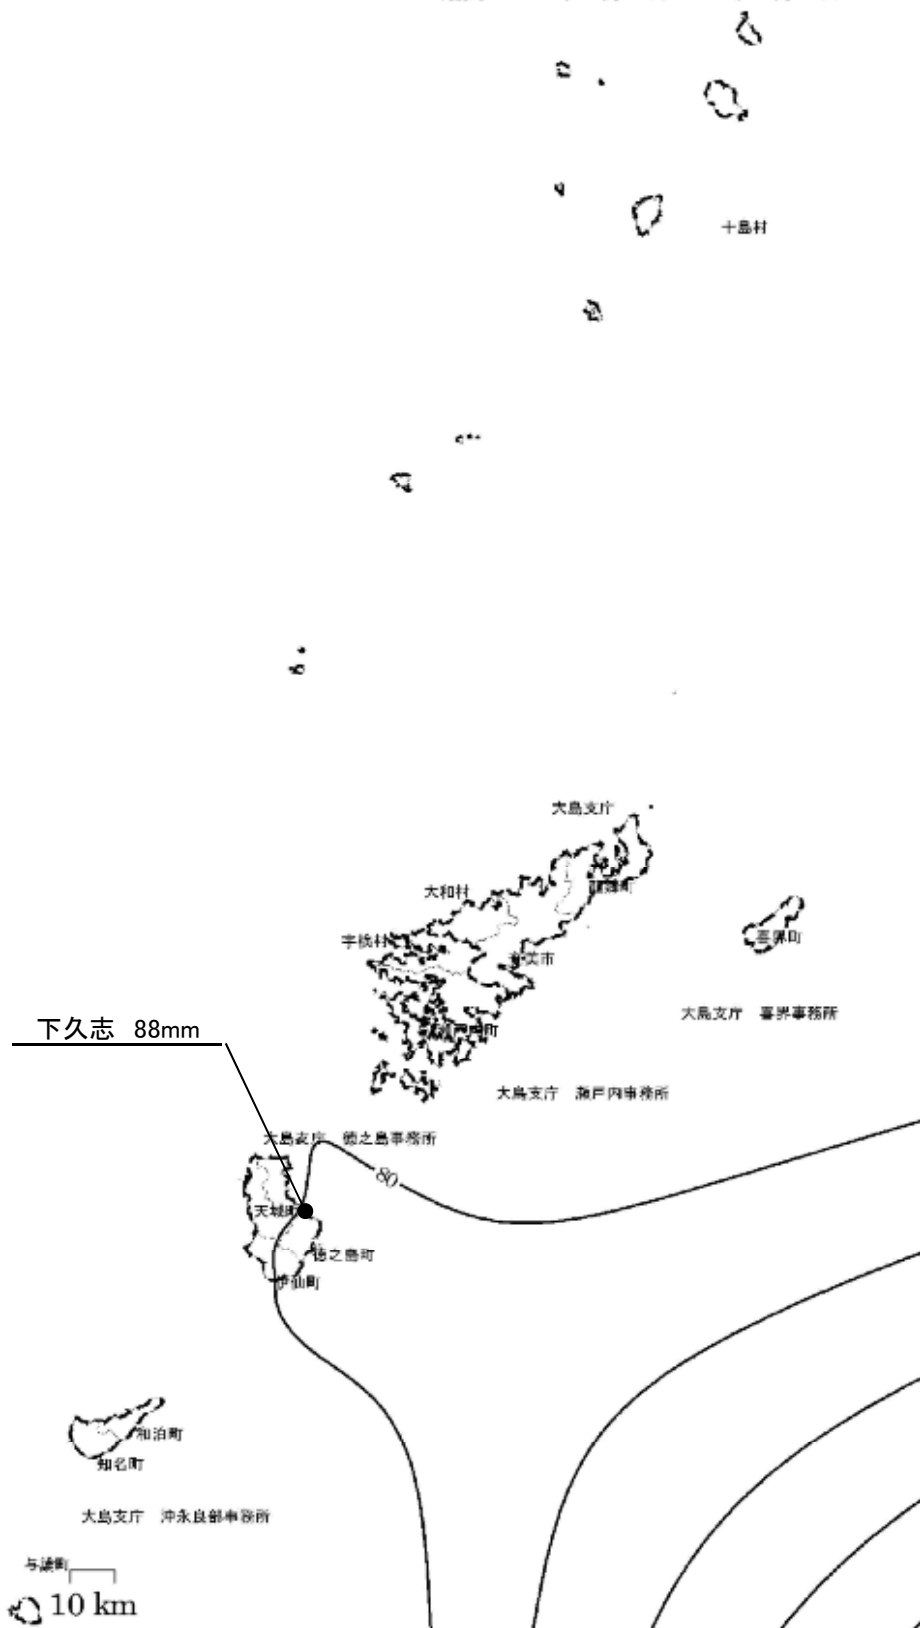 十島村
大島支庁
大和村
宇検村
喜界町
大島支庁 喜界事務所
下久志 88mm
大島支庁 瀬戸内事務所
大島支庁 徳之島事務所
80
天城町
徳之島町
伊仙町
和泊町
知名町
大島支庁 沖永良部事務所
与論町
10 km